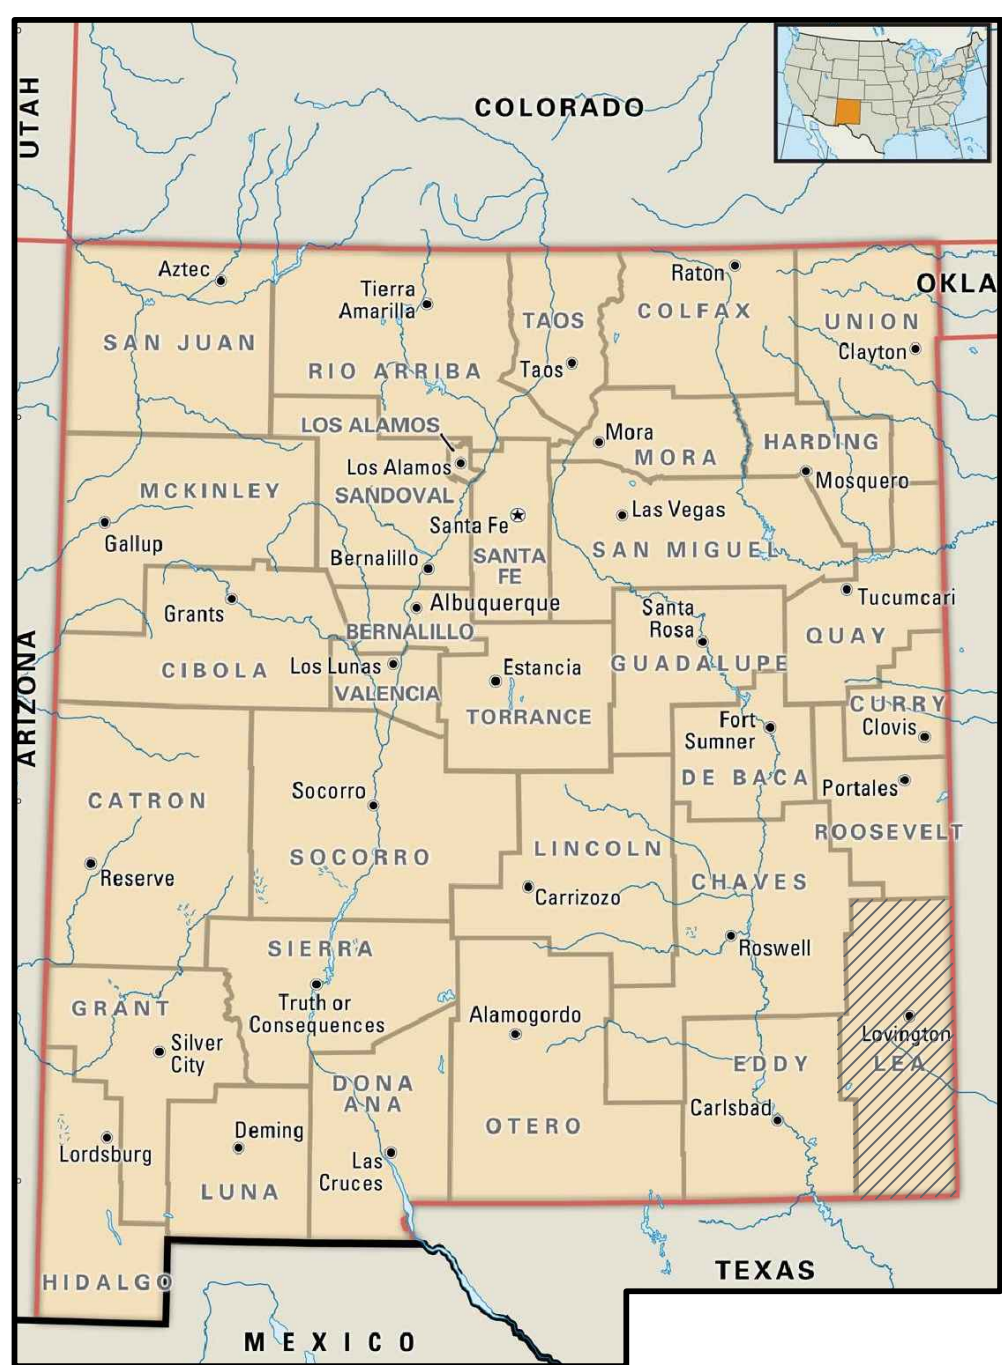 UTAH
COLORADO
OKLA
Aztec
Tierra
Amarilla
Raton
TAOS
COLFAX
UNION
SAN JUAN
Clayton
Taos
RIO ARRIBA
LOS ALAMOS
Mora
HARDING
MORA
Los Alamos
Mosquero
MCKINLEY
SANDOVAL
Las Vegas
Santa Fe
Gallup
SAN MIGUEL
SANTA
FE
Bernalillo
Tucumcari
Albuquerque
Grants
Santa
Rosa
BERNALILLO
QUAY
ARIZONA
CIBOLA
Los Lunas
Estancia
GUADALUPE
VALENCIA
CURRY
TORRANCE
Fort
Sumner
Clovis
DE BACA
Portales
Socorro
CATRON
ROOSEVELT
SOCORRO
LINCOLN
Reserve
CHAVES
Carrizozo
SIERRA
Roswell
Truth or
Consequences
GRANT
Alamogordo
Lovington
Silver
City
EDDY
LEA
DONA
ANA
Carlsbad
OTERO
Deming
Lordsburg
Las
Cruces
LUNA
HIDALGO
TEXAS
MEXICO